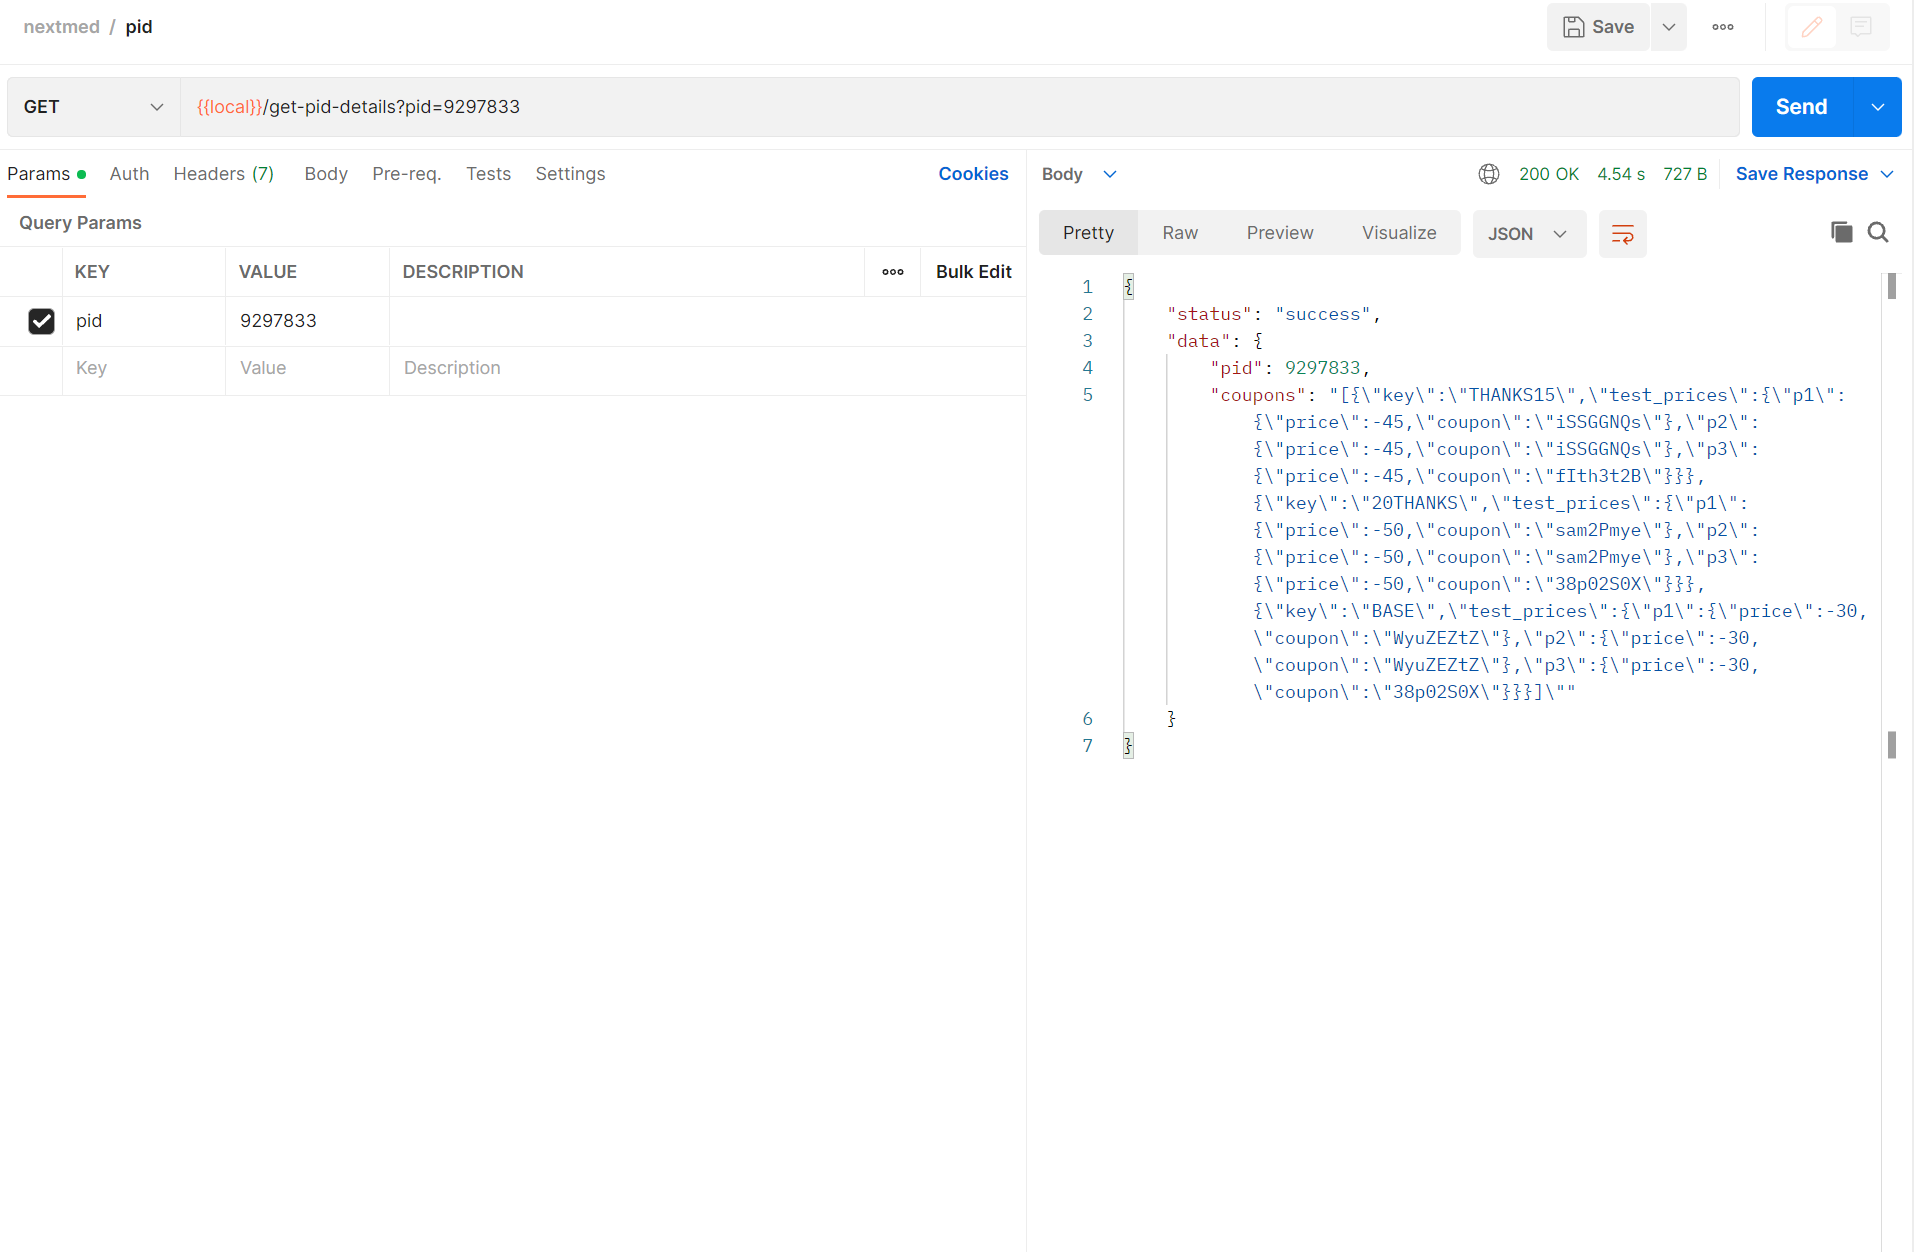 nextmed / pid
Save
GET
{{local}}/get-pid-details?pid=9297833
Send
Params Auth Headers (7) Body Pre-req. Tests Settings Cookies
Query Params
KEY VALUE DESCRIPTION Bulk Edit
pid 9297833
Key Value Description
Body 200 OK 4.54 s 727 B Save Response
Pretty Raw Preview Visualize JSON
1 {
2 "status": "success",
3 "data": {
4 "pid": 9297833,
5 "coupons": "[{\"key\":\"THANKS15\",\"test_prices\":{\"p1\":
{\"price\":-45,\"coupon\":\"iSSGGNQs\"},\"p2\":
{\"price\":-45,\"coupon\":\"iSSGGNQs\"},\"p3\":
{\"price\":-45,\"coupon\":\"fIth3t2B\"}}},
{\"key\":\"20THANKS\",\"test_prices\":{\"p1\":
{\"price\":-50,\"coupon\":\"sam2Pmye\"},\"p2\":
{\"price\":-50,\"coupon\":\"sam2Pmye\"},\"p3\":
{\"price\":-50,\"coupon\":\"38p02S0X\"}}},
{\"key\":\"BASE\",\"test_prices\":{\"p1\":{\"price\":-30,
\"coupon\":\"WyuZEZtZ\"},\"p2\":{\"price\":-30,
\"coupon\":\"WyuZEZtZ\"},\"p3\":{\"price\":-30,
\"coupon\":\"38p02S0X\"}}}]\""
6 }
7 }